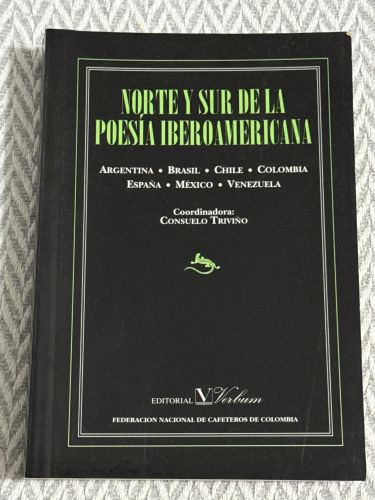 NORTE Y SUR DE LA
POESÍA IBEROAMERICANA
ARGENTINA • BRASIL • CHILE • COLOMBIA
ESPAÑA • MÉXICO • VENEZUELA
Coordinadora:
CONSUELO TRIVIÑO
EDITORIAL V Verbum
FEDERACION NACIONAL DE CAFETEROS DE COLOMBIA